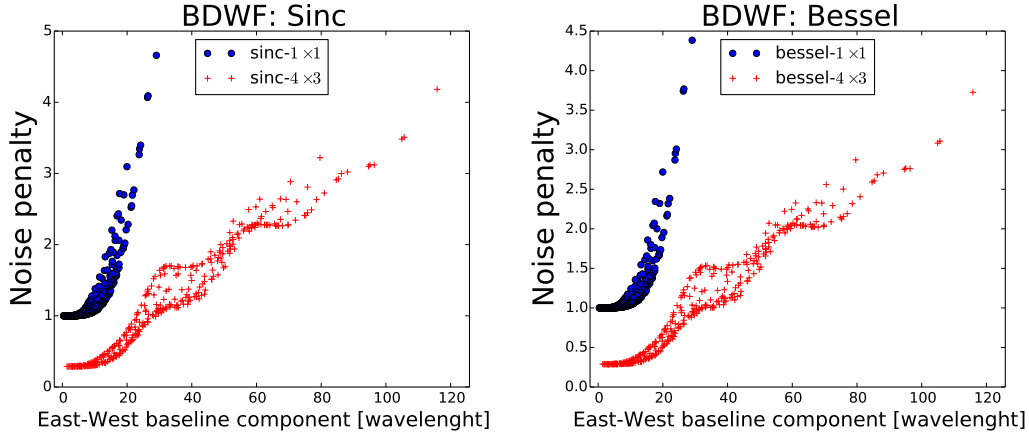 BDWF: Sinc
5
4
3
2
1
0
Noise penalty
sinc-1×1
sinc-4×3
0 20 40 60 80 100 120
East-West baseline component [wavelenght]
BDWF: Bessel
4.5
4.0
3.5
3.0
2.5
2.0
1.5
1.0
0.5
0.0
Noise penalty
bessel-1×1
bessel-4×3
0 20 40 60 80 100 120
East-West baseline component [wavelenght]